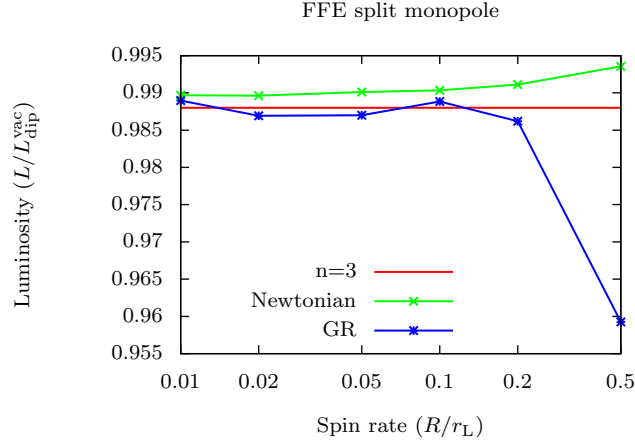 FFE split monopole
Luminosity (L/L_dip^vac)
0.995
0.99
0.985
0.98
0.975
0.97
0.965
0.96
0.955
n=3
Newtonian
GR
0.01 0.02 0.05 0.1 0.2 0.5
Spin rate (R/r_L)